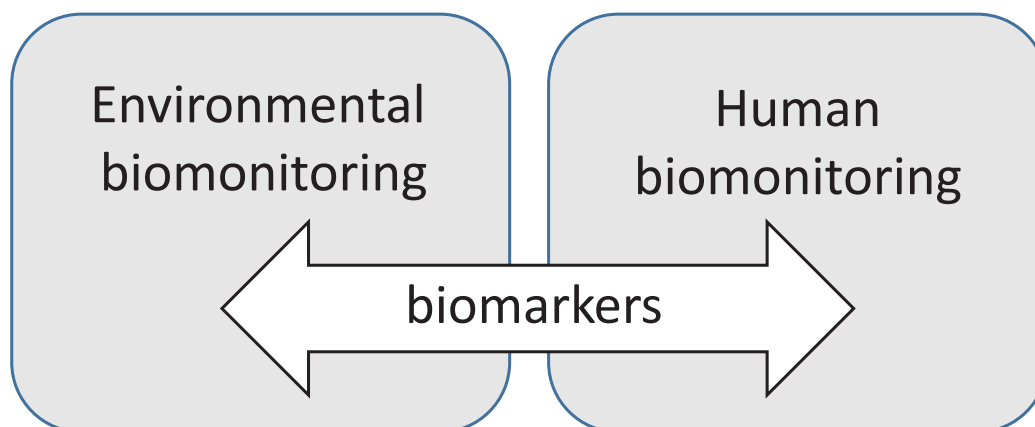 Environmental
biomonitoring
Human
biomonitoring
biomarkers